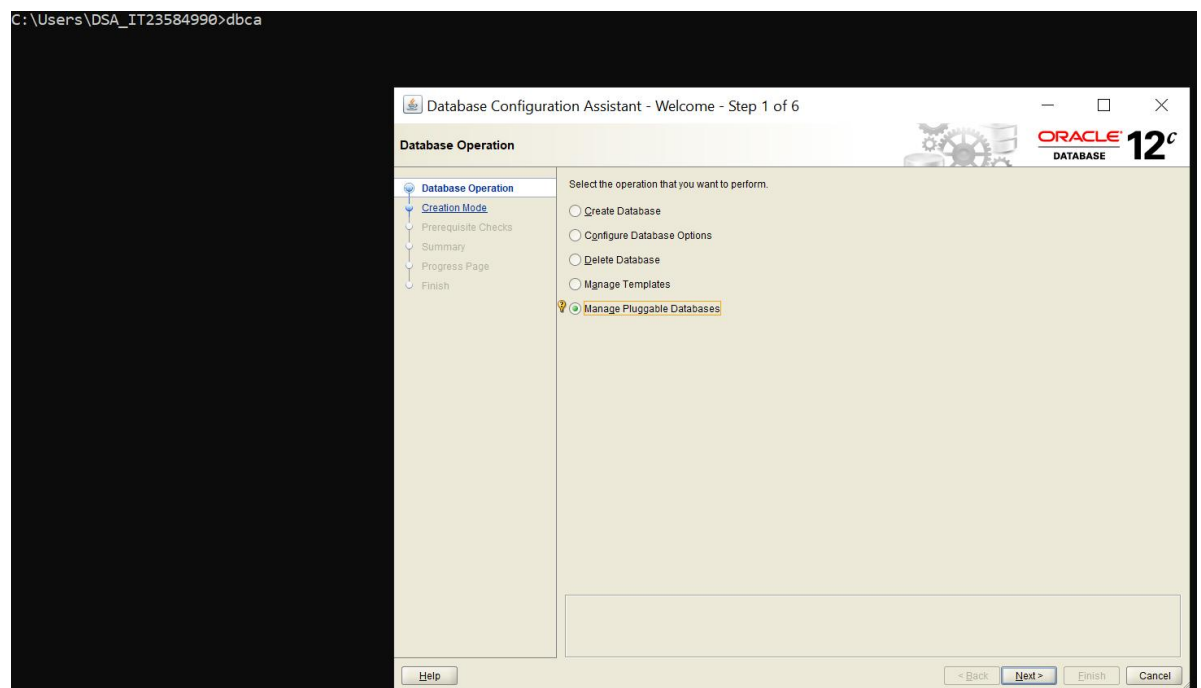 C:\Users\DSA_IT23584990>dbca
Database Configuration Assistant - Welcome - Step 1 of 6
Database Operation
ORACLE
DATABASE
12c
Database Operation
Creation Mode
Prerequisite Checks
Summary
Progress Page
Finish
Select the operation that you want to perform.
Create Database
Configure Database Options
Delete Database
Manage Templates
Manage Pluggable Databases
Help
< Back
Next >
Finish
Cancel